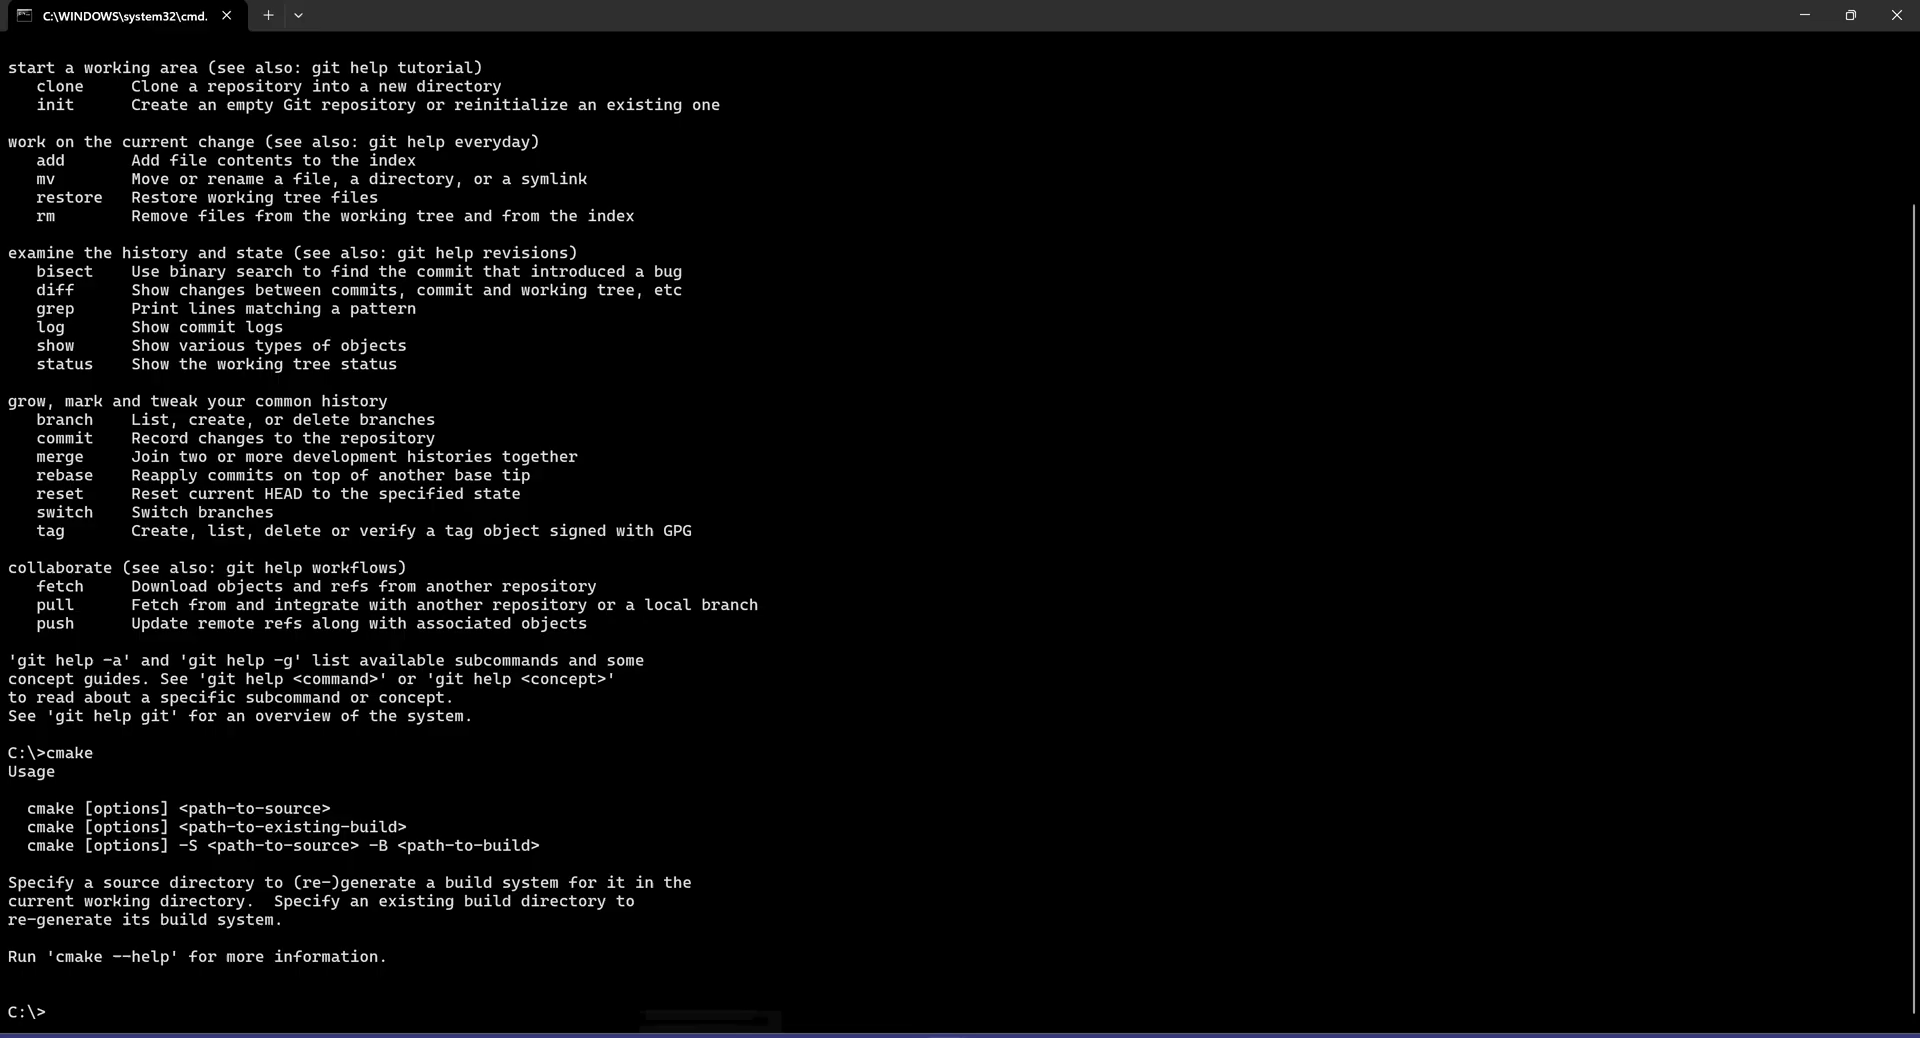 C:\WINDOWS\system32\cmd.
start a working area (see also: git help tutorial)
   clone     Clone a repository into a new directory
   init      Create an empty Git repository or reinitialize an existing one

work on the current change (see also: git help everyday)
   add       Add file contents to the index
   mv        Move or rename a file, a directory, or a symlink
   restore   Restore working tree files
   rm        Remove files from the working tree and from the index

examine the history and state (see also: git help revisions)
   bisect    Use binary search to find the commit that introduced a bug
   diff      Show changes between commits, commit and working tree, etc
   grep      Print lines matching a pattern
   log       Show commit logs
   show      Show various types of objects
   status    Show the working tree status

grow, mark and tweak your common history
   branch    List, create, or delete branches
   commit    Record changes to the repository
   merge     Join two or more development histories together
   rebase    Reapply commits on top of another base tip
   reset     Reset current HEAD to the specified state
   switch    Switch branches
   tag       Create, list, delete or verify a tag object signed with GPG

collaborate (see also: git help workflows)
   fetch     Download objects and refs from another repository
   pull      Fetch from and integrate with another repository or a local branch
   push      Update remote refs along with associated objects

'git help -a' and 'git help -g' list available subcommands and some
concept guides. See 'git help <command>' or 'git help <concept>'
to read about a specific subcommand or concept.
See 'git help git' for an overview of the system.

C:\>cmake
Usage

  cmake [options] <path-to-source>
  cmake [options] <path-to-existing-build>
  cmake [options] -S <path-to-source> -B <path-to-build>

Specify a source directory to (re-)generate a build system for it in the
current working directory.  Specify an existing build directory to
re-generate its build system.

Run 'cmake --help' for more information.

C:\>